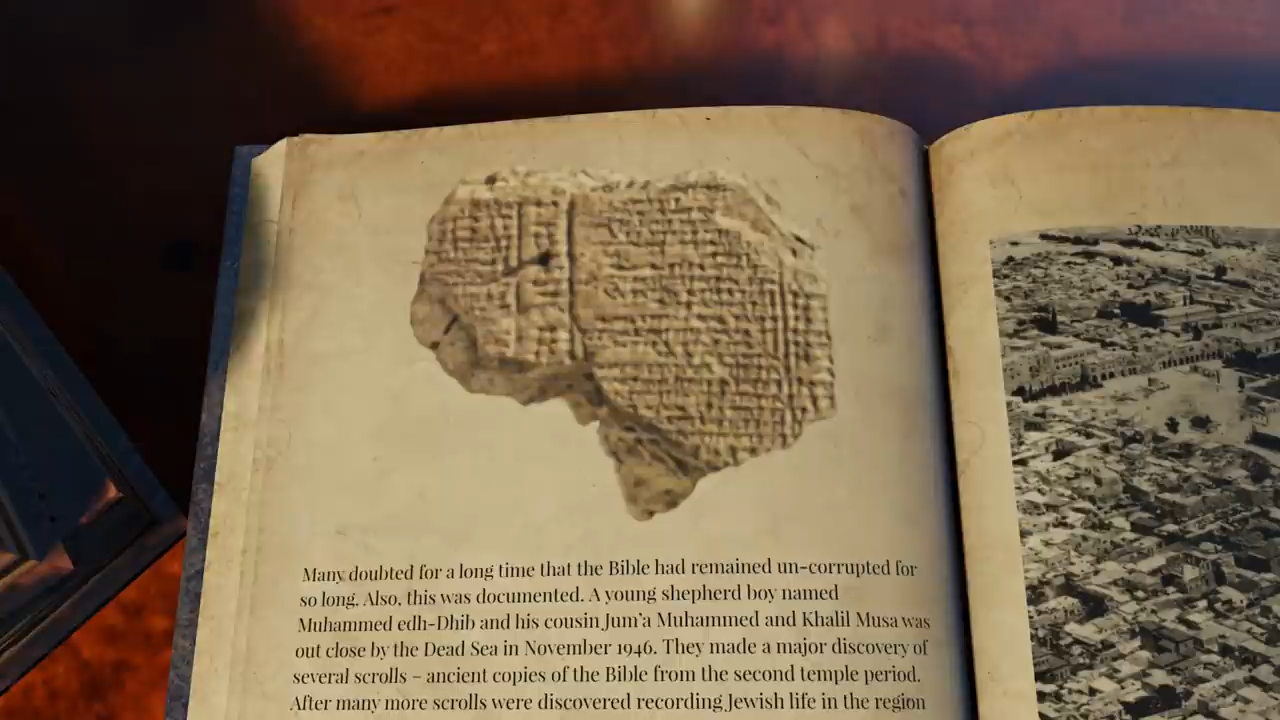 Many doubted for a long time that the Bible had remained un-corrupted for
so long. Also, this was documented. A young shepherd boy named
Muhammed edh-Dhib and his cousin Jum'a Muhammed and Khalil Musa was
out close by the Dead Sea in November 1946. They made a major discovery of
several scrolls – ancient copies of the Bible from the second temple period.
After many more scrolls were discovered recording Jewish life in the region